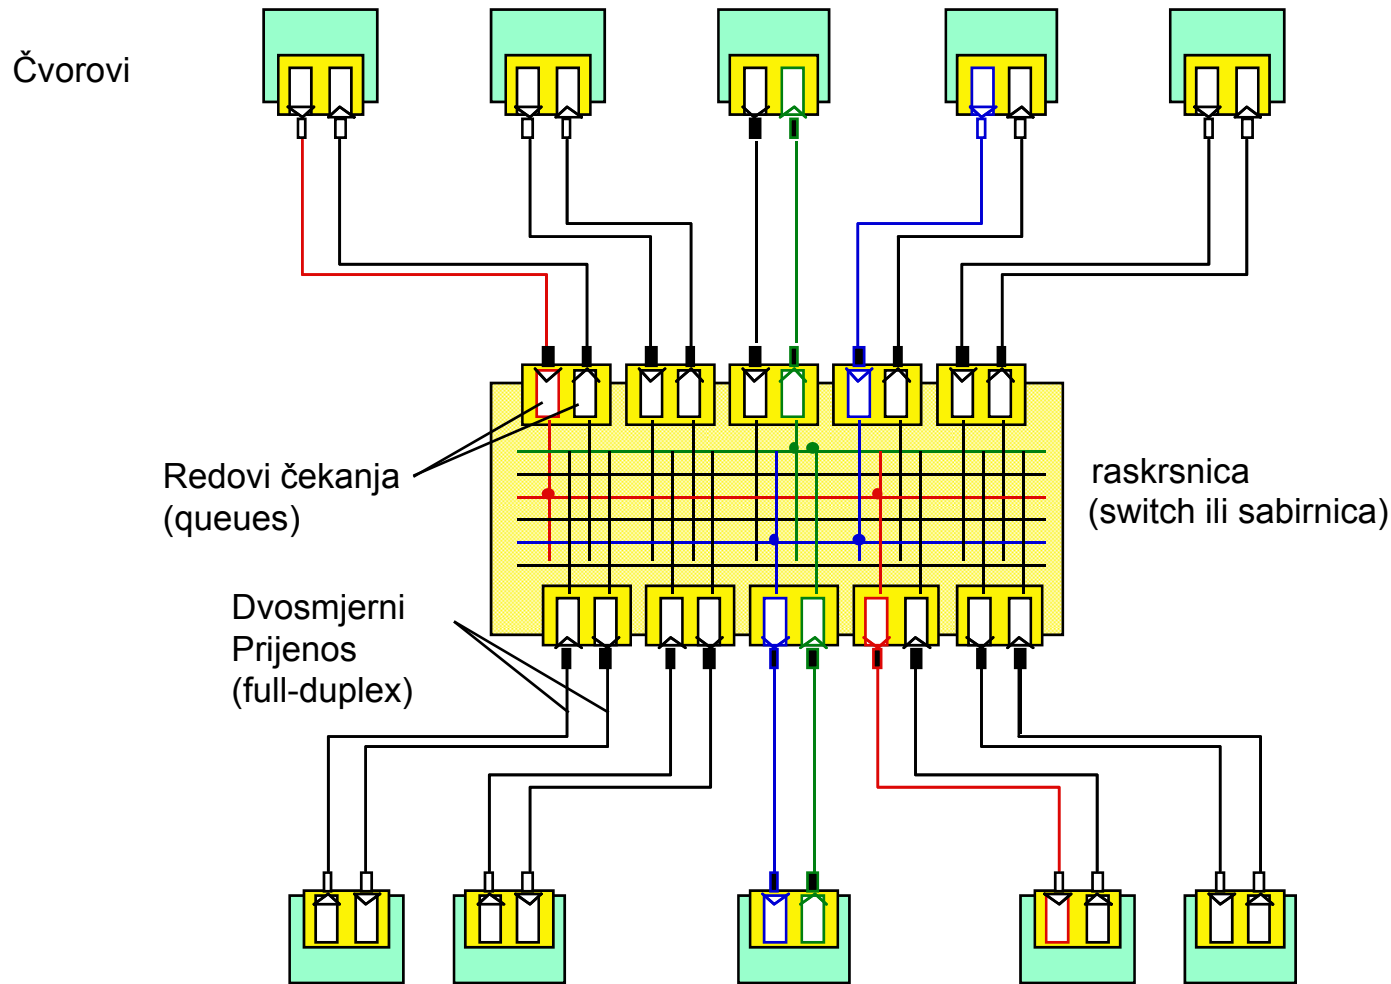 Čvorovi
Redovi čekanja
(queues)
raskrsnica
(switch ili sabirnica)
Dvosmjerni
Prijenos
(full-duplex)